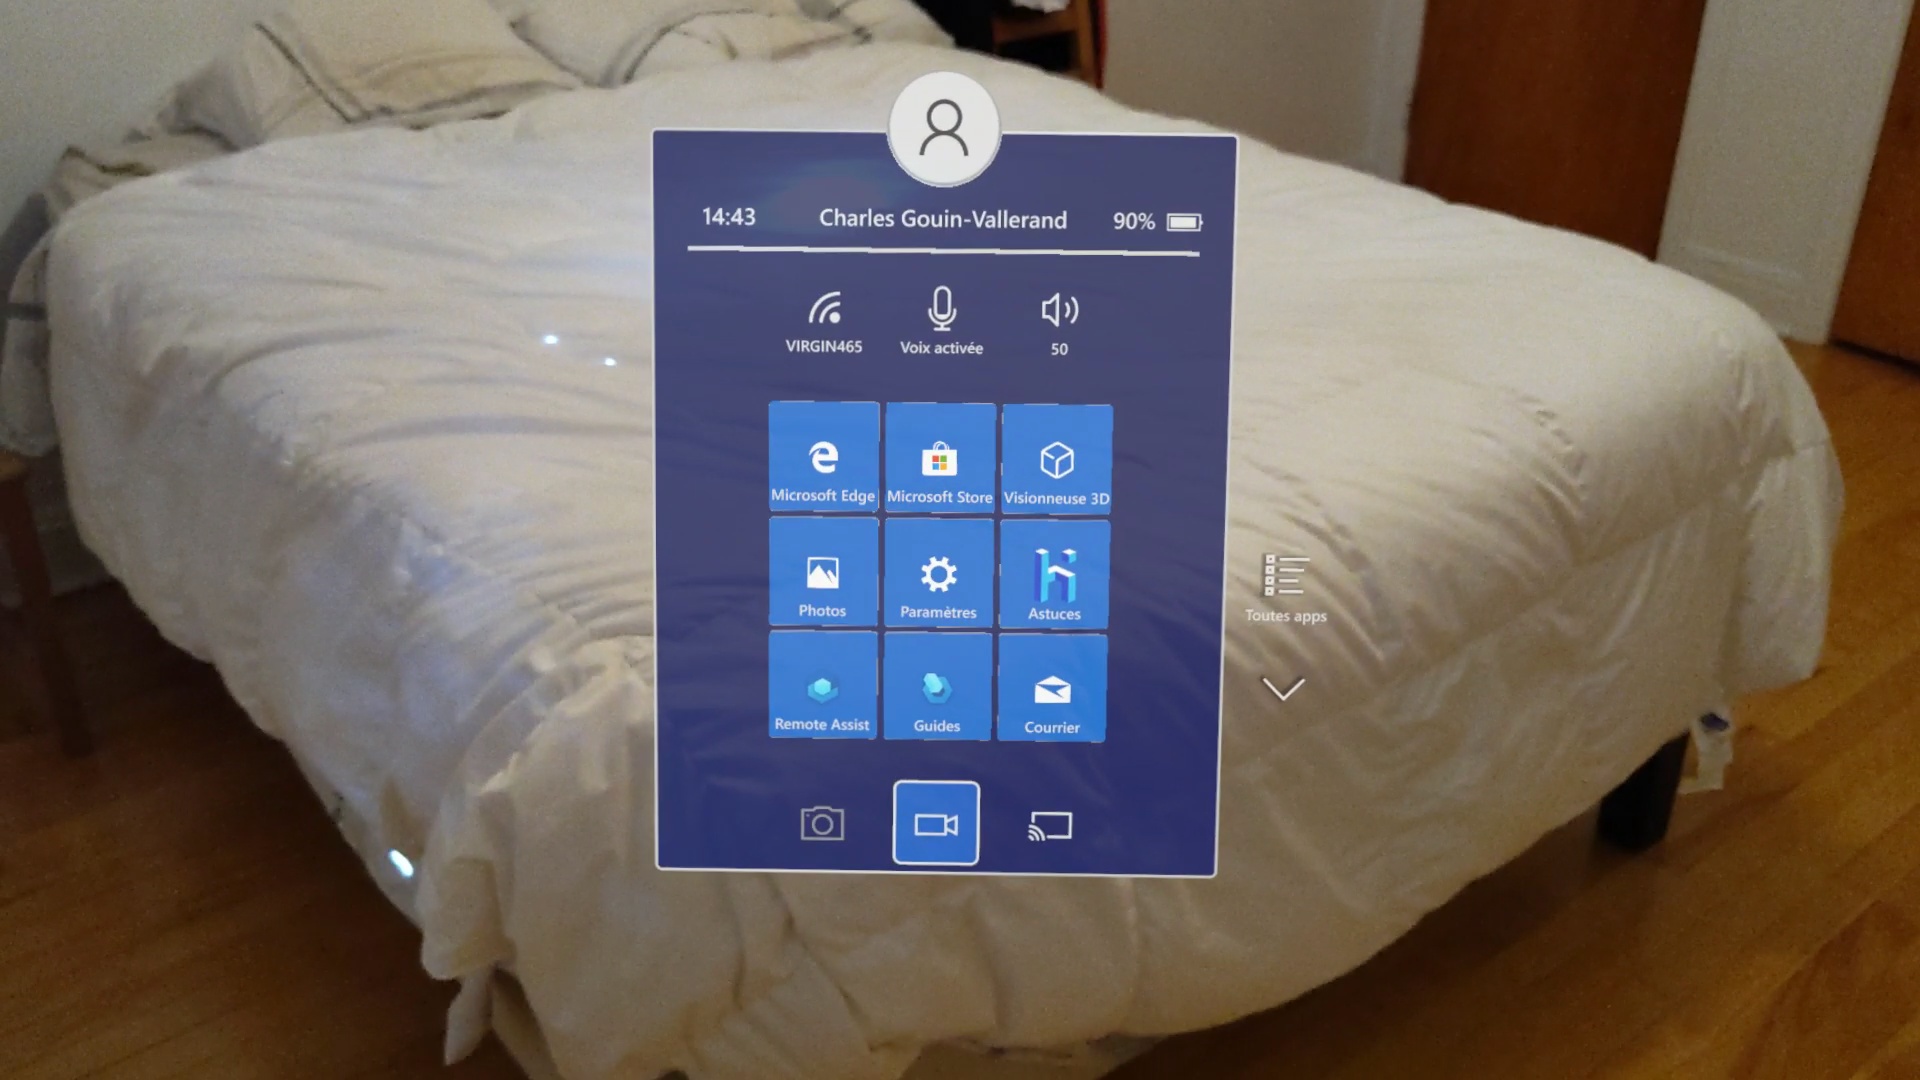 14:43 Charles Gouin-Vallerand 90%
VIRGIN465 Voix activée 50
Microsoft Edge Microsoft Store Visionneuse 3D
Photos Paramètres Astuces
Remote Assist Guides Courrier
Toutes apps